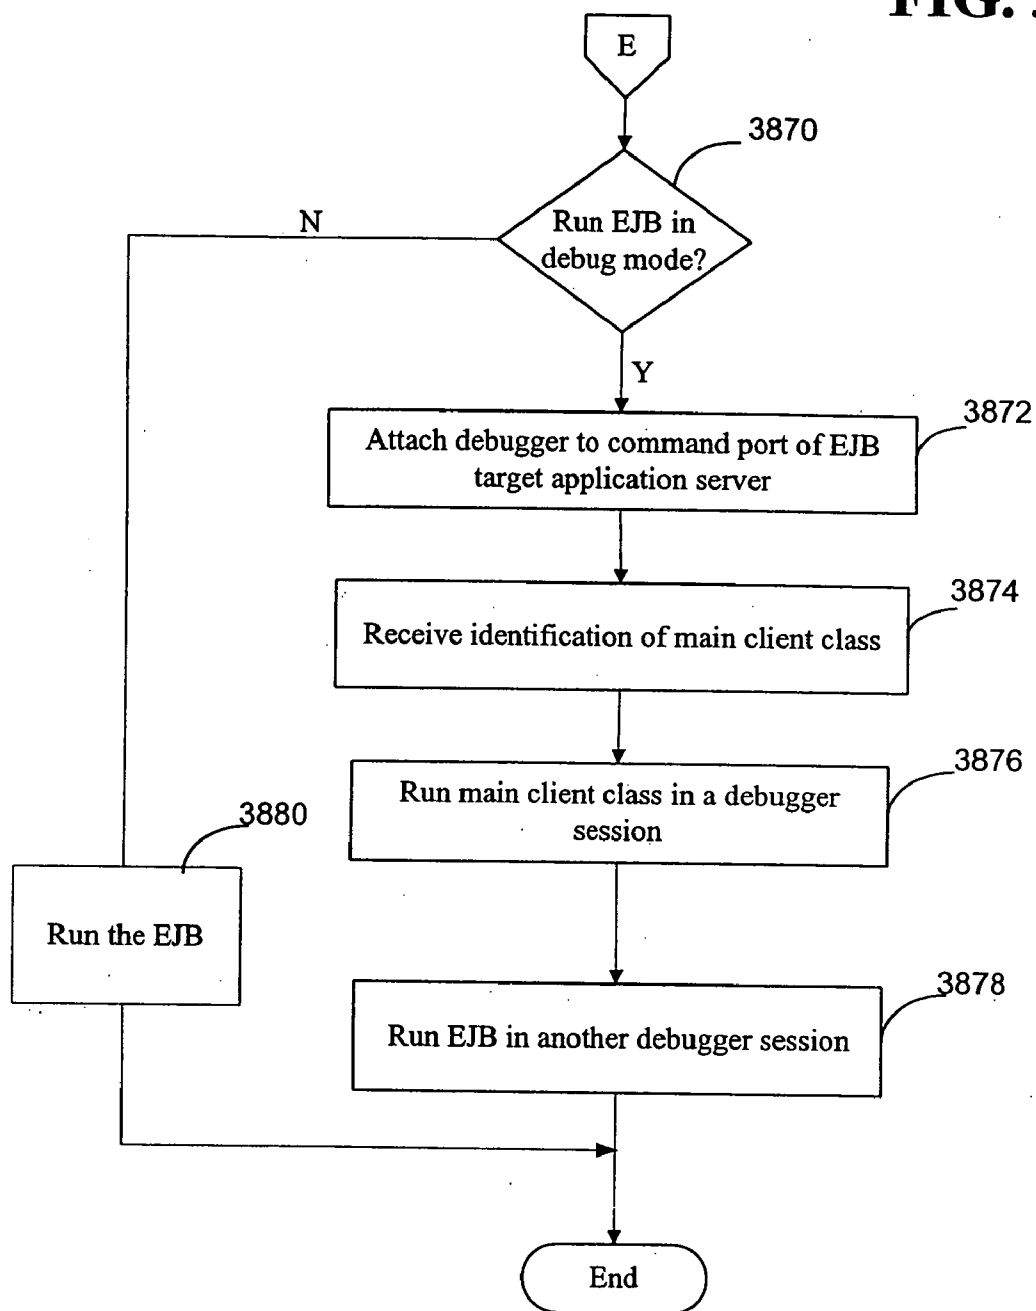 FIG.
E
3870
Run EJB in
debug mode?
N
Y
3872
Attach debugger to command port of EJB
target application server
3874
Receive identification of main client class
3876
Run main client class in a debugger
session
3880
Run the EJB
3878
Run EJB in another debugger session
End